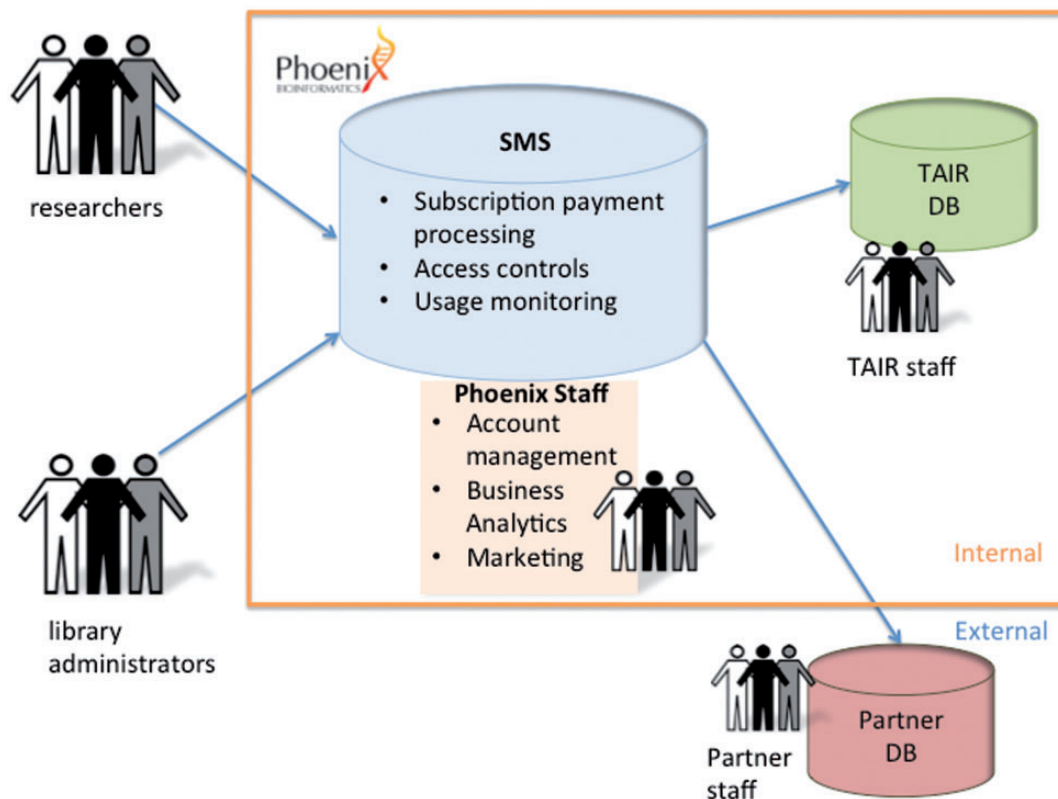 Phoenix
BIOINFORMATICS
researchers
SMS
• Subscription payment
processing
• Access controls
• Usage monitoring
TAIR
DB
TAIR staff
Phoenix Staff
• Account
management
• Business
Analytics
• Marketing
Internal
library
administrators
External
Partner
staff
Partner
DB